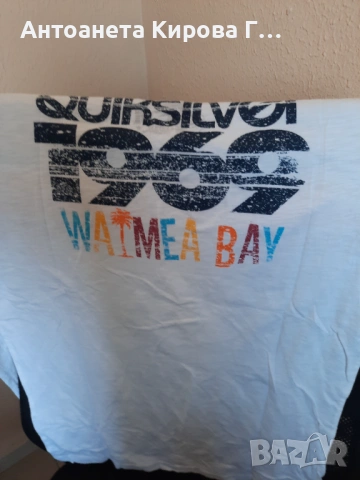 Антоанета Кирова Г...
QUIKSILVER
1969
WAIMEA BAY
BAZAR